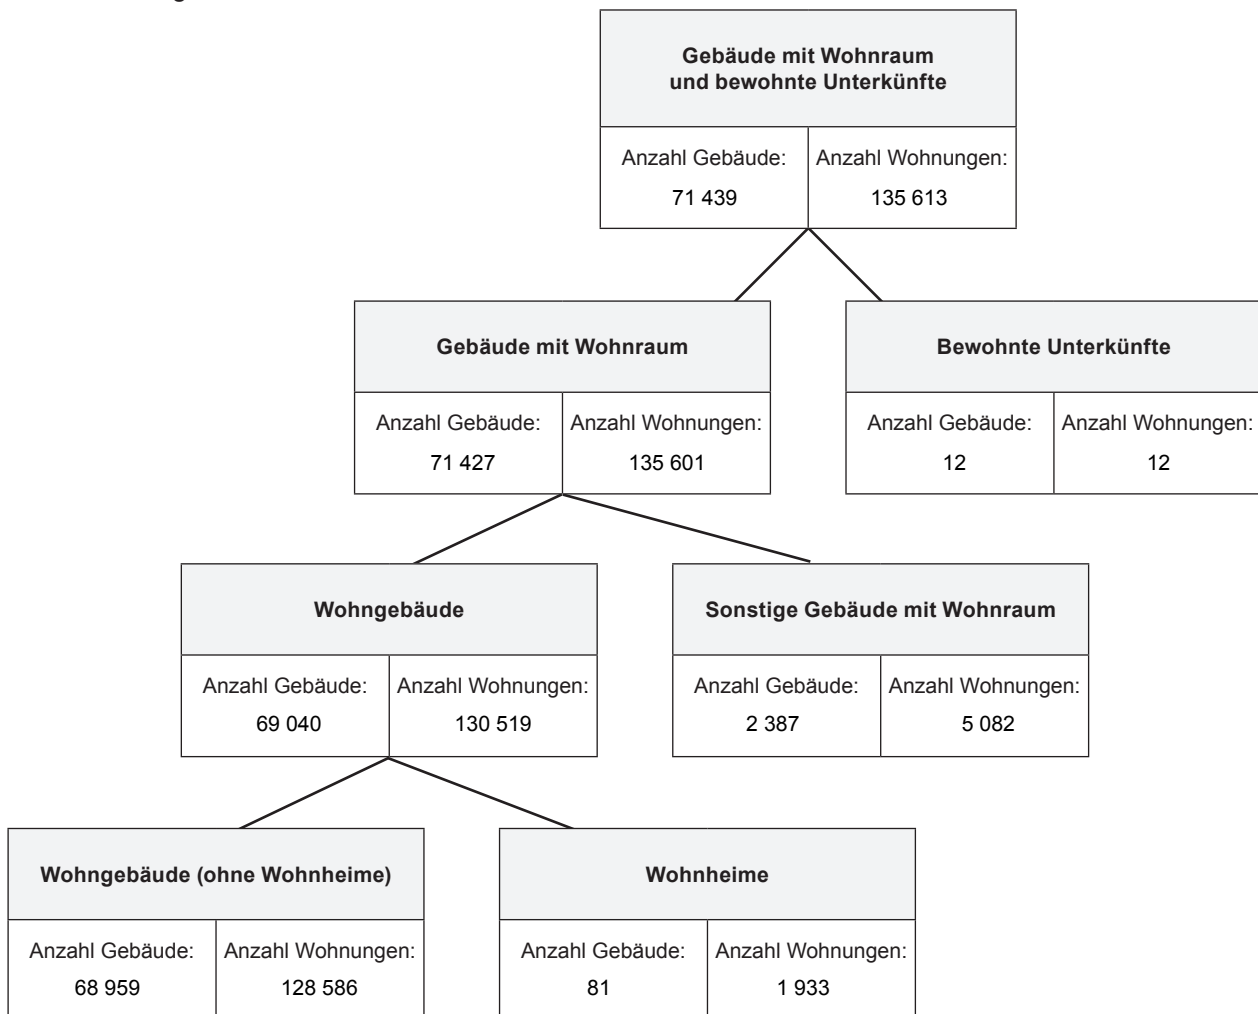 Gebäude mit Wohnraum
und bewohnte Unterkünfte
Anzahl Gebäude: Anzahl Wohnungen:
71 439 135 613
Gebäude mit Wohnraum Bewohnte Unterkünfte
Anzahl Gebäude: Anzahl Wohnungen: Anzahl Gebäude: Anzahl Wohnungen:
71 427 135 601 12 12
Wohngebäude Sonstige Gebäude mit Wohnraum
Anzahl Gebäude: Anzahl Wohnungen: Anzahl Gebäude: Anzahl Wohnungen:
69 040 130 519 2 387 5 082
Wohngebäude (ohne Wohnheime) Wohnheime
Anzahl Gebäude: Anzahl Wohnungen: Anzahl Gebäude: Anzahl Wohnungen:
68 959 128 586 81 1 933